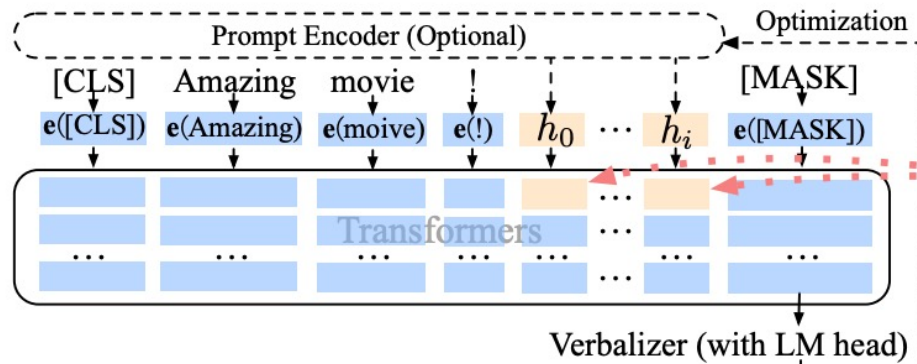 Prompt Encoder (Optional) Optimization
[CLS] Amazing movie ! [MASK]
e([CLS]) e(Amazing) e(moive) e(!) h0 ... hi e([MASK])
...
Transformers ...
... ... ... ... ... ... ...
...
Verbalizer (with LM head)